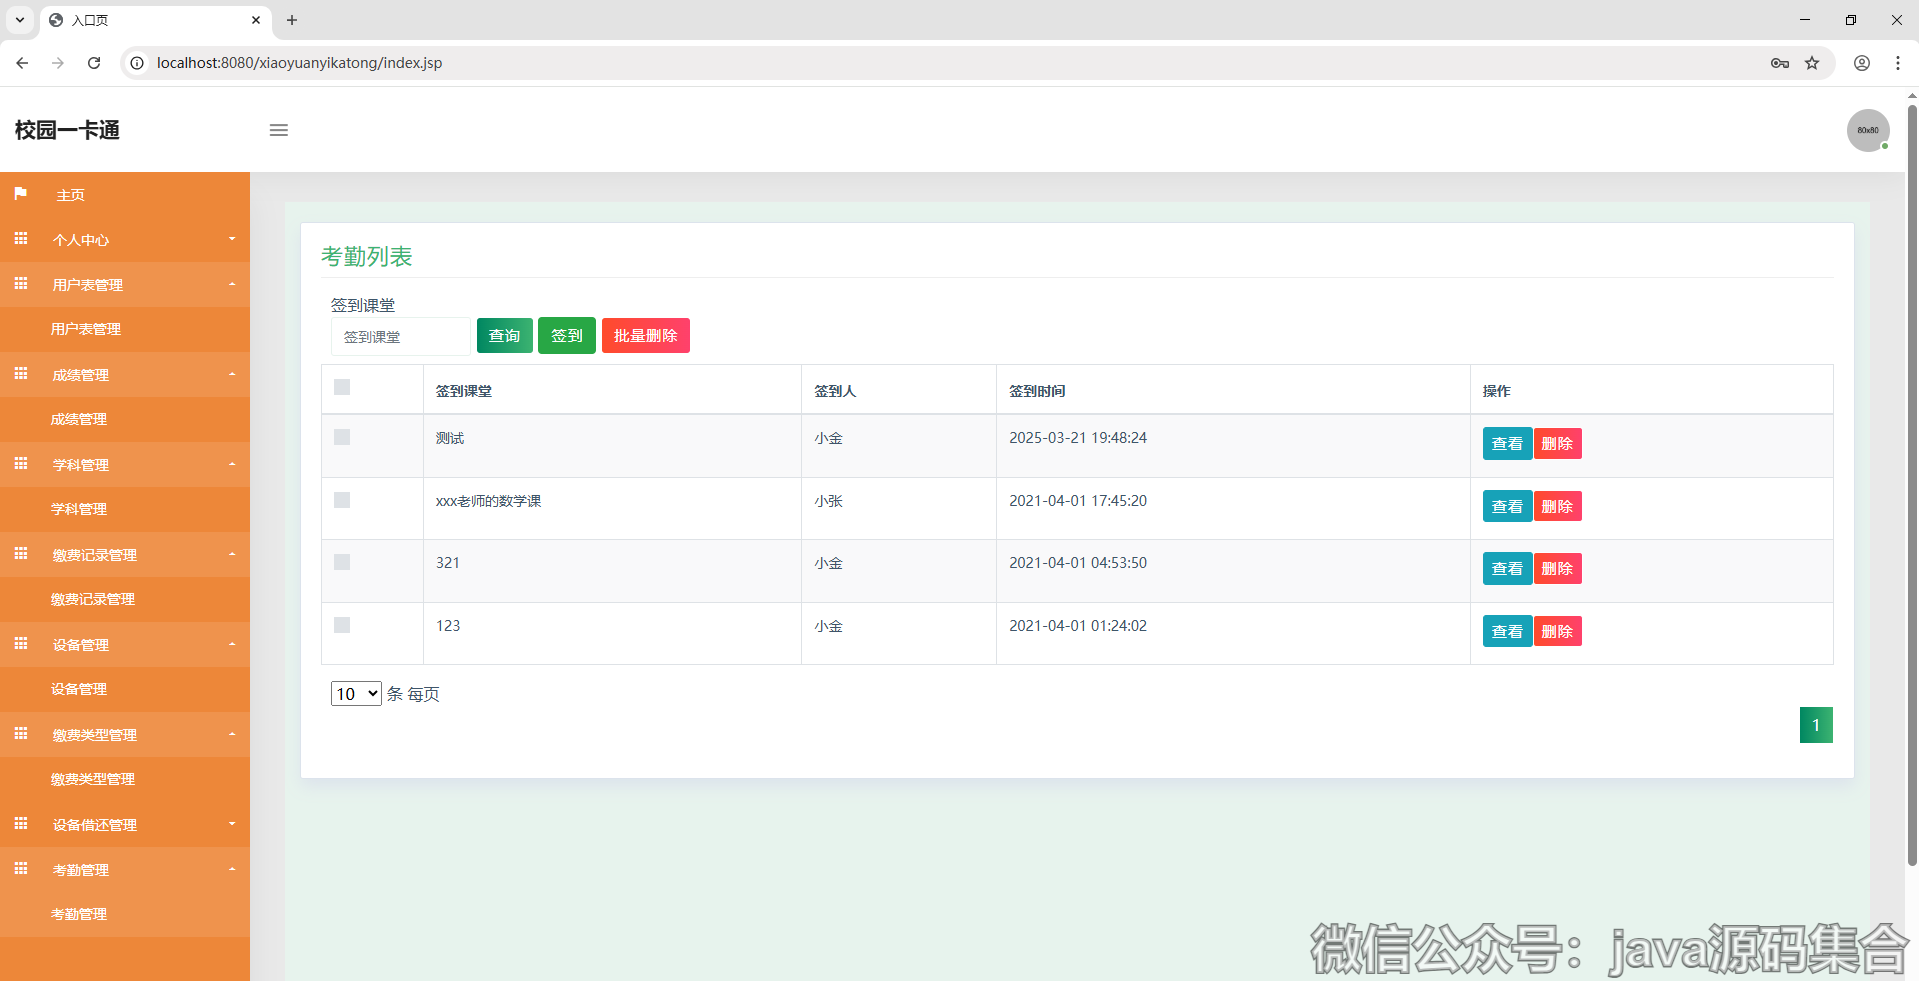 入口页
localhost:8080/xiaoyuanyikatong/index.jsp
校园一卡通
80x80
主页
个人中心
用户表管理
用户表管理
成绩管理
成绩管理
学科管理
学科管理
缴费记录管理
缴费记录管理
设备管理
设备管理
缴费类型管理
缴费类型管理
设备借还管理
考勤管理
考勤管理
考勤列表
签到课堂
签到课堂 查询 签到 批量删除
签到课堂 签到人 签到时间 操作
测试 小金 2025-03-21 19:48:24 查看 删除
xxx老师的数学课 小张 2021-04-01 17:45:20 查看 删除
321 小金 2021-04-01 04:53:50 查看 删除
123 小金 2021-04-01 01:24:02 查看 删除
10 条 每页
1
微信公众号：java源码集合